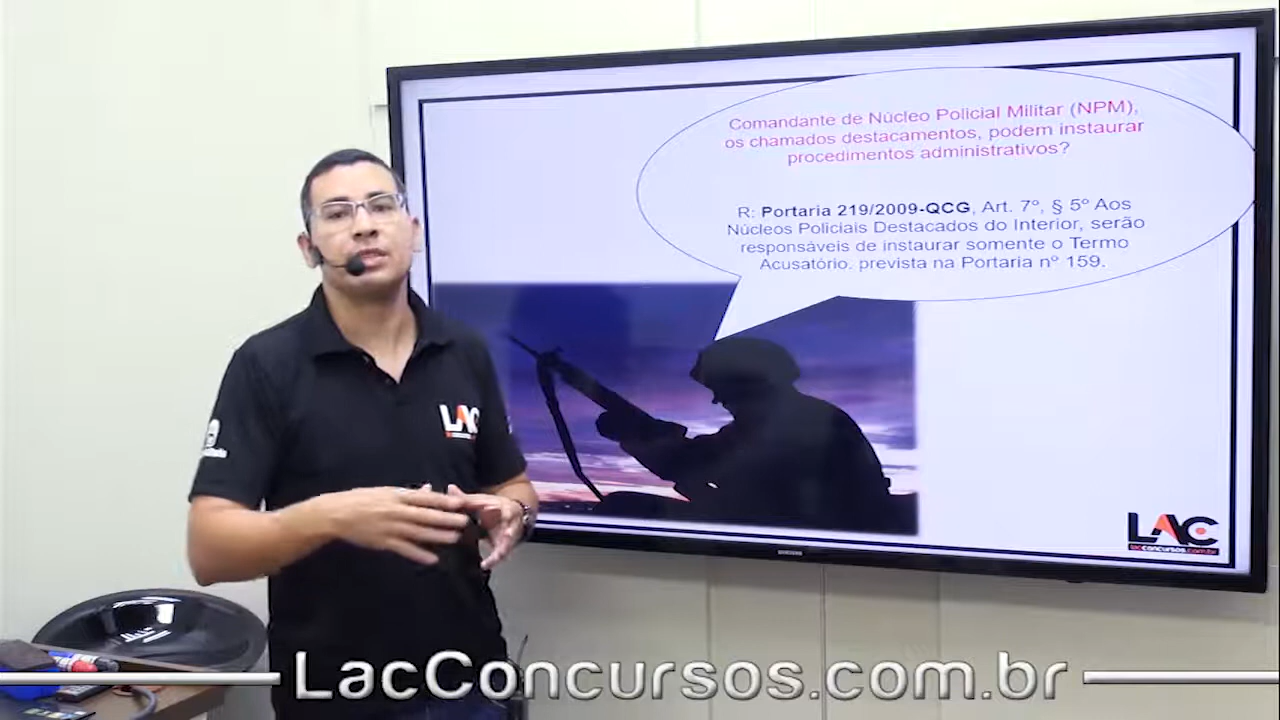 Comandante de Núcleo Policial Militar (NPM),
os chamados destacamentos, podem instaurar
procedimentos administrativos?
R: Portaria 219/2009-QCG, Art. 7º, § 5º Aos
Núcleos Policiais Destacados do Interior, serão
responsáveis de instaurar somente o Termo
Acusatório. prevista na Portaria nº 159.
LAC
LAC
lacconcursos.com.br
SAMSUNG
LacConcursos.com.br